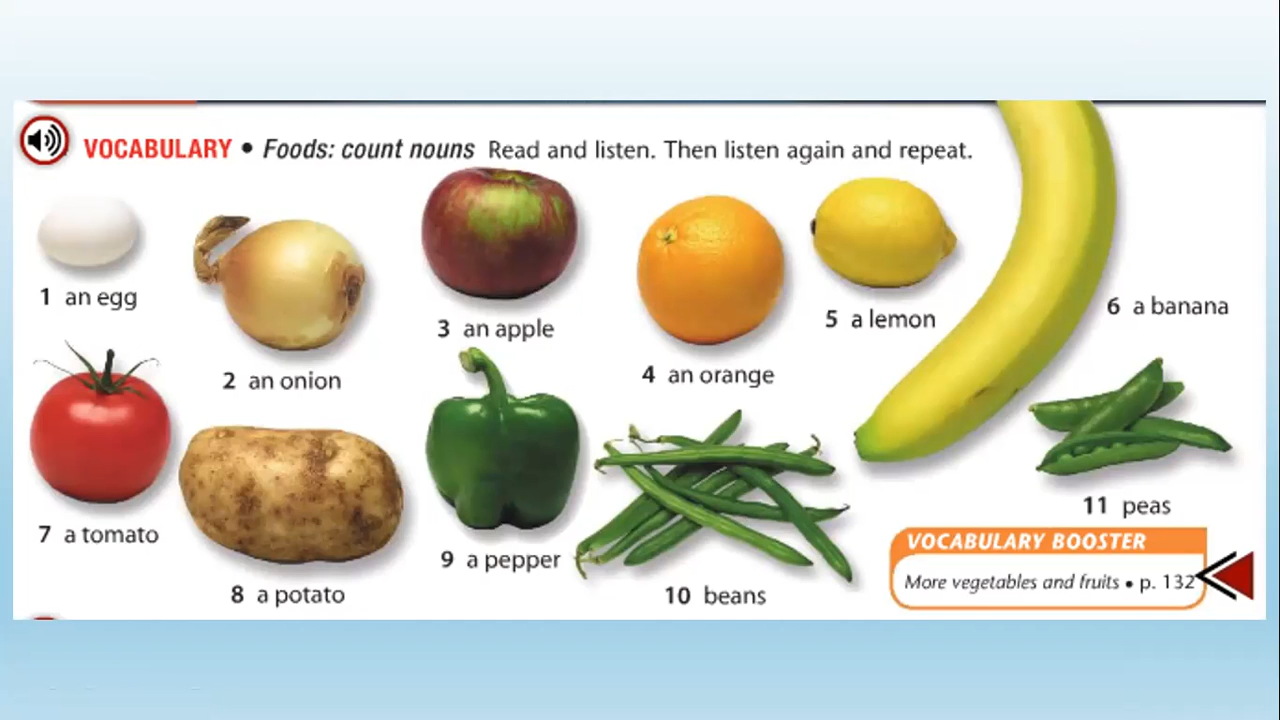 VOCABULARY • Foods: count nouns Read and listen. Then listen again and repeat.
1 an egg
2 an onion
3 an apple
4 an orange
5 a lemon
6 a banana
7 a tomato
8 a potato
9 a pepper
10 beans
11 peas
VOCABULARY BOOSTER
More vegetables and fruits • p. 132